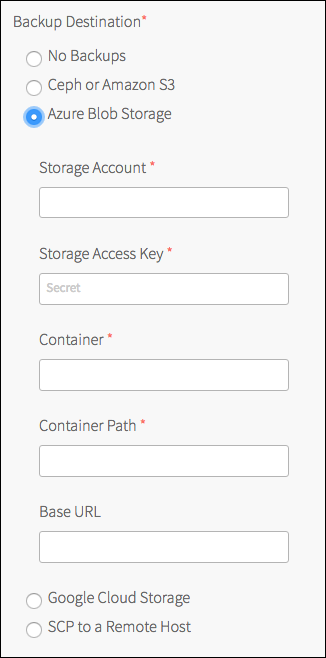 Backup Destination*
No Backups
Ceph or Amazon S3
Azure Blob Storage
Storage Account *
Storage Access Key *
Secret
Container *
Container Path *
Base URL
Google Cloud Storage
SCP to a Remote Host